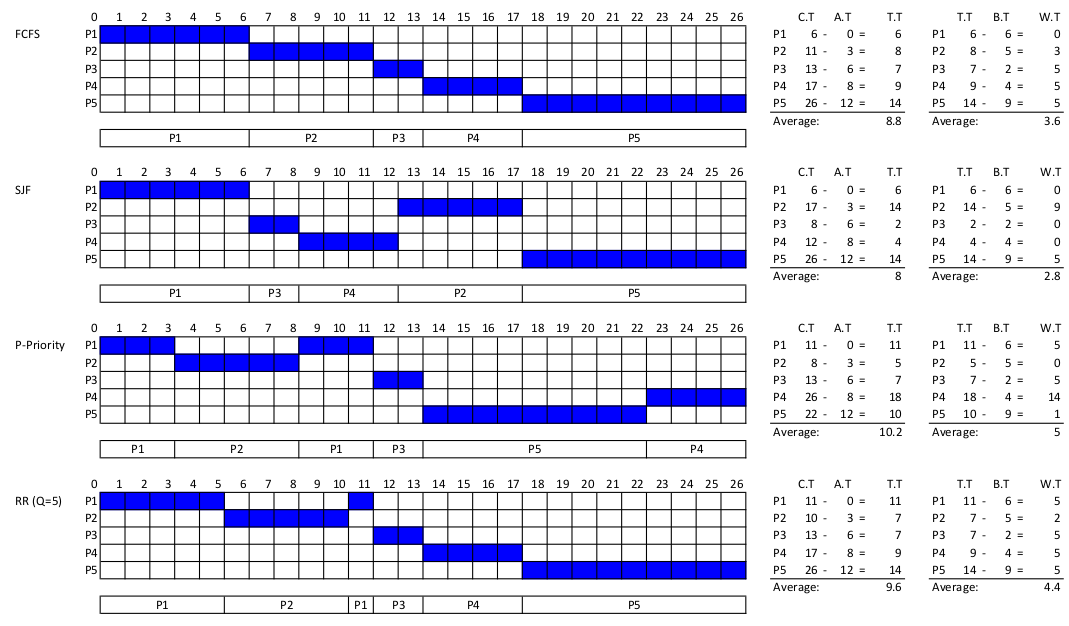 0 1 2 3 4 5 6 7 8 9 10 11 12 13 14 15 16 17 18 19 20 21 22 23 24 25 26 C.T A.T T.T T.T B.T W.T
FCFS P1 P1 6 - 0 = 6 P1 6 - 6 = 0
P2 P2 11 - 3 = 8 P2 8 - 5 = 3
P3 P3 13 - 6 = 7 P3 7 - 2 = 5
P4 P4 17 - 8 = 9 P4 9 - 4 = 5
P5 P5 26 - 12 = 14 P5 14 - 9 = 5
Average: 8.8 Average: 3.6
P1 P2 P3 P4 P5
0 1 2 3 4 5 6 7 8 9 10 11 12 13 14 15 16 17 18 19 20 21 22 23 24 25 26 C.T A.T T.T T.T B.T W.T
SJF P1 P1 6 - 0 = 6 P1 6 - 6 = 0
P2 P2 17 - 3 = 14 P2 14 - 5 = 9
P3 P3 8 - 6 = 2 P3 2 - 2 = 0
P4 P4 12 - 8 = 4 P4 4 - 4 = 0
P5 P5 26 - 12 = 14 P5 14 - 9 = 5
Average: 8 Average: 2.8
P1 P3 P4 P2 P5
0 1 2 3 4 5 6 7 8 9 10 11 12 13 14 15 16 17 18 19 20 21 22 23 24 25 26 C.T A.T T.T T.T B.T W.T
P-Priority P1 P1 11 - 0 = 11 P1 11 - 6 = 5
P2 P2 8 - 3 = 5 P2 5 - 5 = 0
P3 P3 13 - 6 = 7 P3 7 - 2 = 5
P4 P4 26 - 8 = 18 P4 18 - 4 = 14
P5 P5 22 - 12 = 10 P5 10 - 9 = 1
Average: 10.2 Average: 5
P1 P2 P1 P3 P5 P4
0 1 2 3 4 5 6 7 8 9 10 11 12 13 14 15 16 17 18 19 20 21 22 23 24 25 26 C.T A.T T.T T.T B.T W.T
RR (Q=5) P1 P1 11 - 0 = 11 P1 11 - 6 = 5
P2 P2 10 - 3 = 7 P2 7 - 5 = 2
P3 P3 13 - 6 = 7 P3 7 - 2 = 5
P4 P4 17 - 8 = 9 P4 9 - 4 = 5
P5 P5 26 - 12 = 14 P5 14 - 9 = 5
Average: 9.6 Average: 4.4
P1 P2 P1 P3 P4 P5